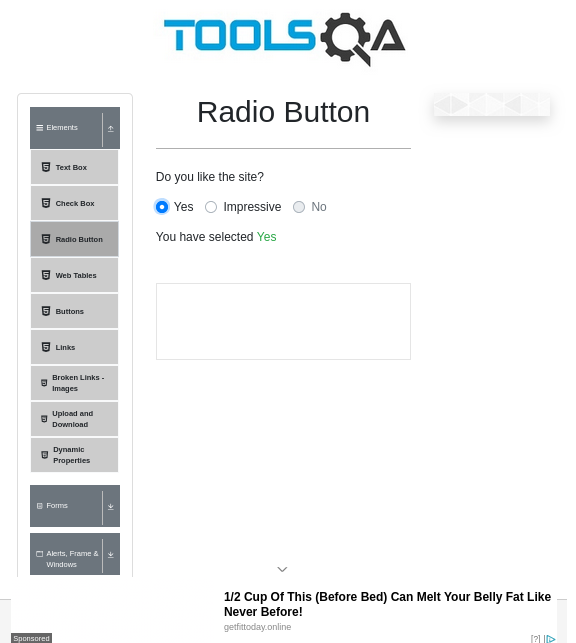 TOOLSQA
Radio Button
Elements
Text Box
Check Box
Radio Button
Web Tables
Buttons
Links
Broken Links -
Images
Upload and
Download
Dynamic
Properties
Forms
Alerts, Frame &
Windows
Do you like the site?
Yes Impressive No
You have selected Yes
1/2 Cup Of This (Before Bed) Can Melt Your Belly Fat Like
Never Before!
getfittoday.online
Sponsored
[?]